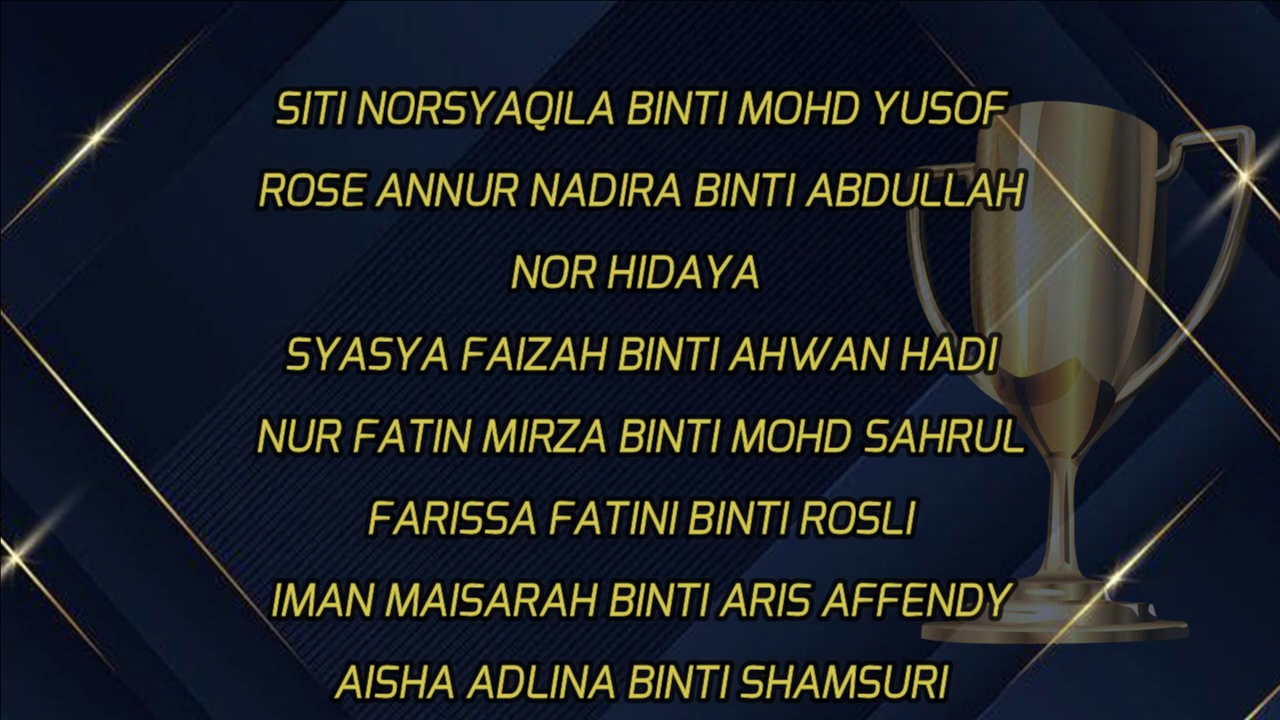 SITI NORSYAQILA BINTI MOHD YUSOF
ROSE ANNUR NADIRA BINTI ABDULLAH
NOR HIDAYA
SYASYA FAIZAH BINTI AHWAN HADI
NUR FATIN MIRZA BINTI MOHD SAHRUL
FARISSA FATINI BINTI ROSLI
IMAN MAISARAH BINTI ARIS AFFENDY
AISHA ADLINA BINTI SHAMSURI